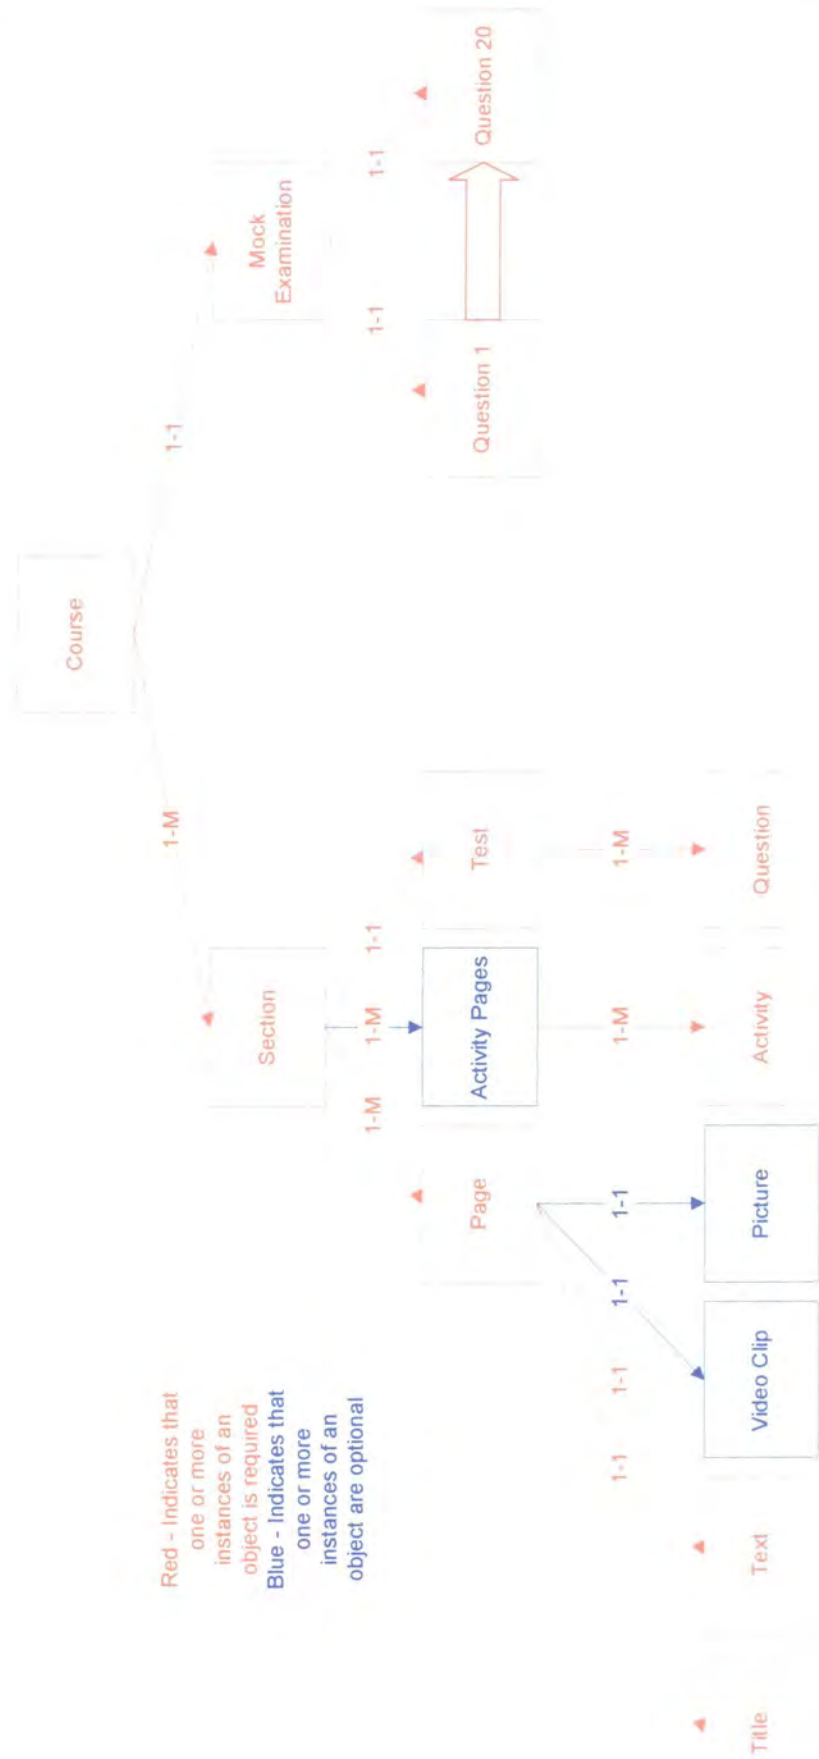 Course
1-M
1-1
Red - Indicates that
one or more
instances of an
object is required
Blue - Indicates that
one or more
instances of an
object are optional
Section
Mock
Examination
1-M
1-M
1-1
1-1
1-1
Page
Activity Pages
Test
Question 1
Question 20
1-1
1-1
1-1
1-1
1-M
1-M
Title
Text
Video Clip
Picture
Activity
Question